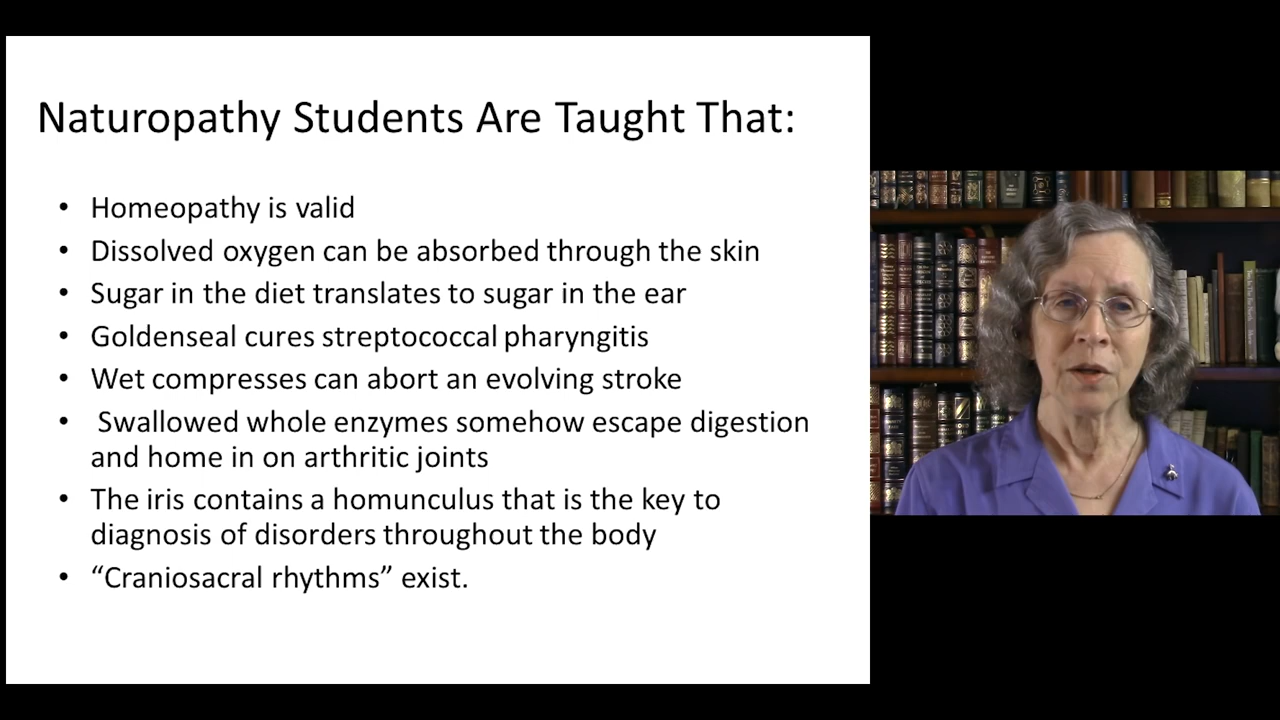 Naturopathy Students Are Taught That:
• Homeopathy is valid
• Dissolved oxygen can be absorbed through the skin
• Sugar in the diet translates to sugar in the ear
• Goldenseal cures streptococcal pharyngitis
• Wet compresses can abort an evolving stroke
• Swallowed whole enzymes somehow escape digestion
and home in on arthritic joints
• The iris contains a homunculus that is the key to
diagnosis of disorders throughout the body
• “Craniosacral rhythms” exist.